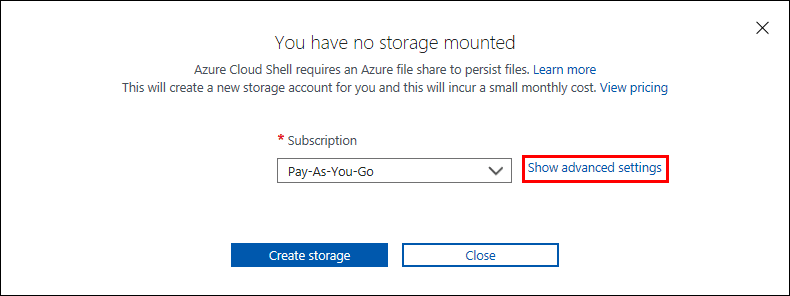 You have no storage mounted
Azure Cloud Shell requires an Azure file share to persist files. Learn more
This will create a new storage account for you and this will incur a small monthly cost. View pricing
* Subscription
Pay-As-You-Go
Show advanced settings
Create storage
Close